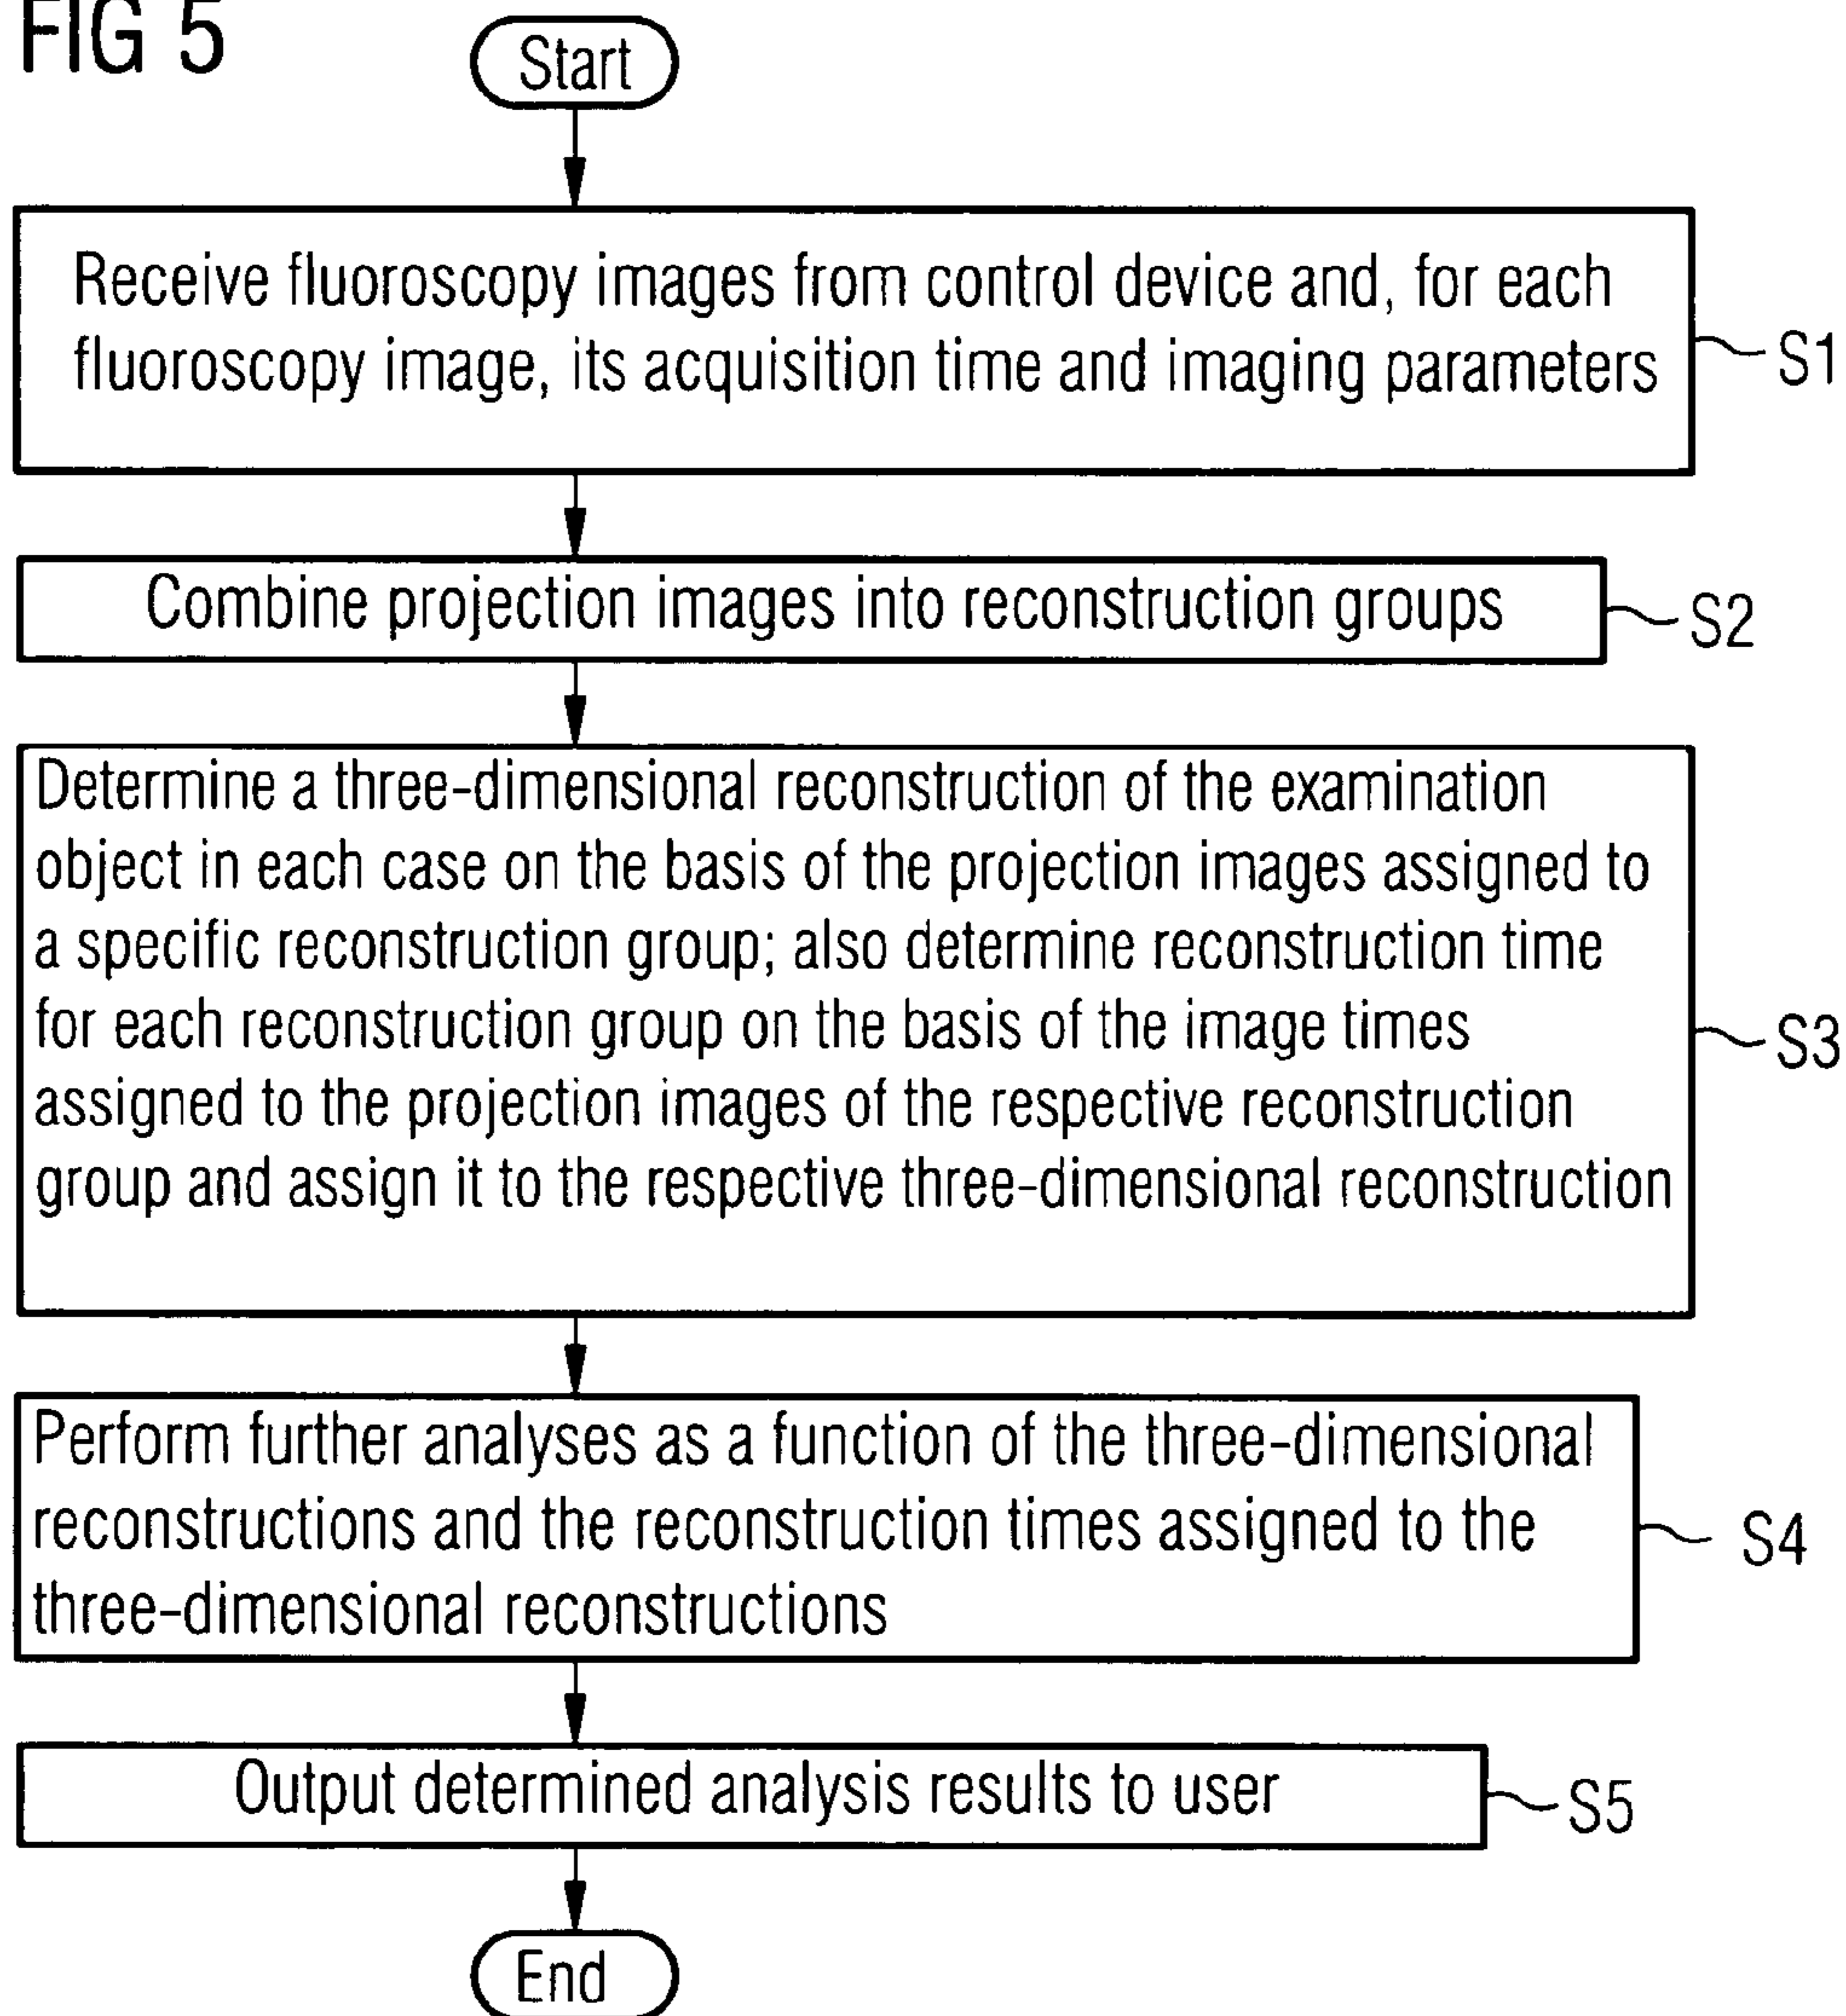 FIG 5
Start
Receive fluoroscopy images from control device and, for each
fluoroscopy image, its acquisition time and imaging parameters
S1
Combine projection images into reconstruction groups
S2
Determine a three-dimensional reconstruction of the examination
object in each case on the basis of the projection images assigned to
a specific reconstruction group; also determine reconstruction time
for each reconstruction group on the basis of the image times
assigned to the projection images of the respective reconstruction
group and assign it to the respective three-dimensional reconstruction
S3
Perform further analyses as a function of the three-dimensional
reconstructions and the reconstruction times assigned to the
three-dimensional reconstructions
S4
Output determined analysis results to user
S5
End